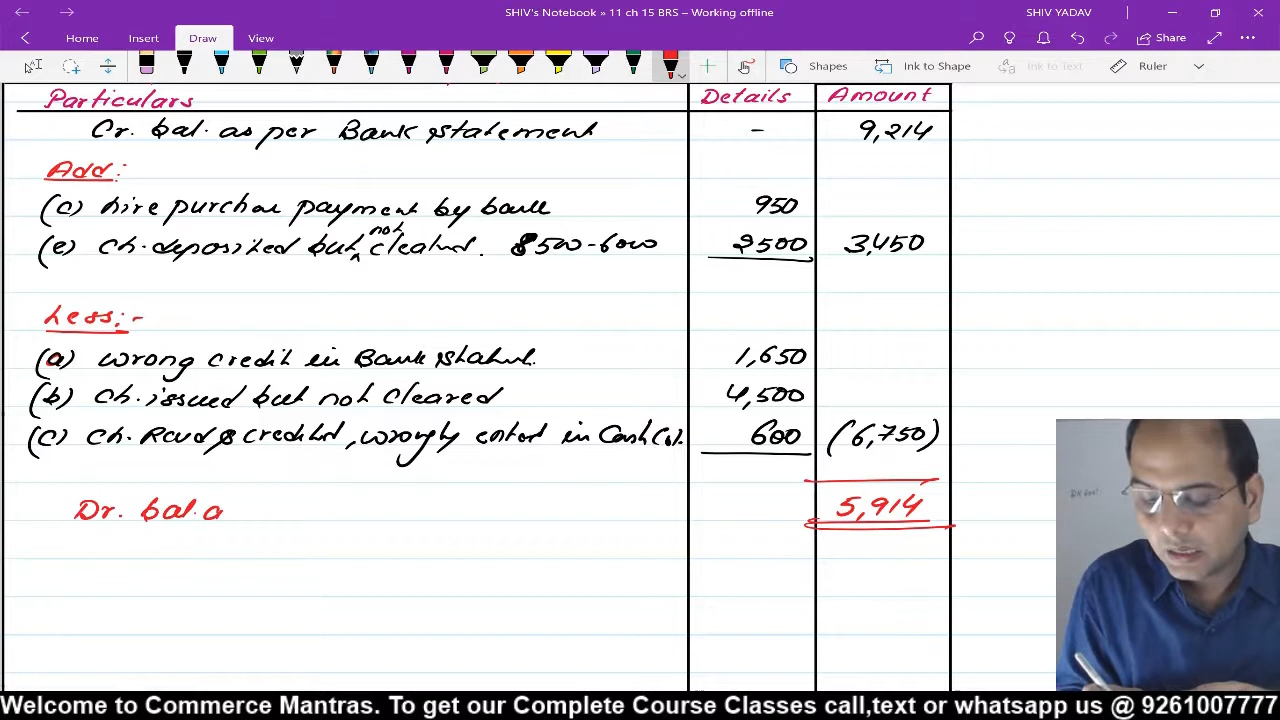 SHIV's Notebook » 11 ch 15 BRS – Working offline
SHIV YADAV
Home Insert Draw View
Share
Shapes Ink to Shape Ink to Text Ruler
Particulars Details Amount
Cr. bal. as per Bank statement - 9,214
Add:
(c) hire purchase payment by bank 950
(e) ch. deposited but not cleared. 8500-6000 2500 3,450
Less:-
(a) wrong credit in Bank 1,650
(b) ch. issued but not cleared 4,500
(c) ch. & credited, wrongly in Cash 600 (6,750)
Dr. bal. a 5,914
Welcome to Commerce Mantras. To get our Complete Course Classes call,text or whatsapp us @ 9261007777